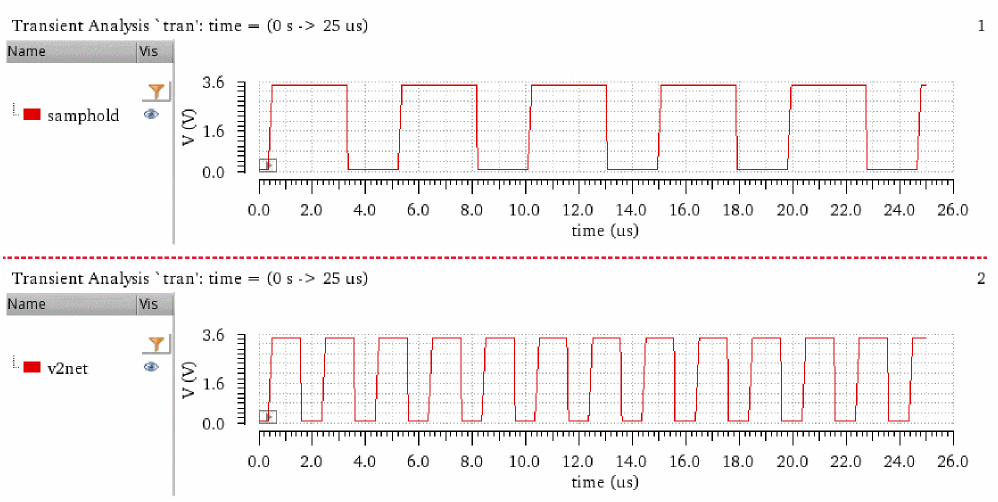 Transient Analysis `tran': time = (0 s -> 25 us) 1
Name Vis
samphold
V (V)
3.6
1.6
0.0
0.0 2.0 4.0 6.0 8.0 10.0 12.0 14.0 16.0 18.0 20.0 22.0 24.0 26.0
time (us)
Transient Analysis `tran': time = (0 s -> 25 us) 2
Name Vis
v2net
V (V)
3.6
1.6
0.0
0.0 2.0 4.0 6.0 8.0 10.0 12.0 14.0 16.0 18.0 20.0 22.0 24.0 26.0
time (us)